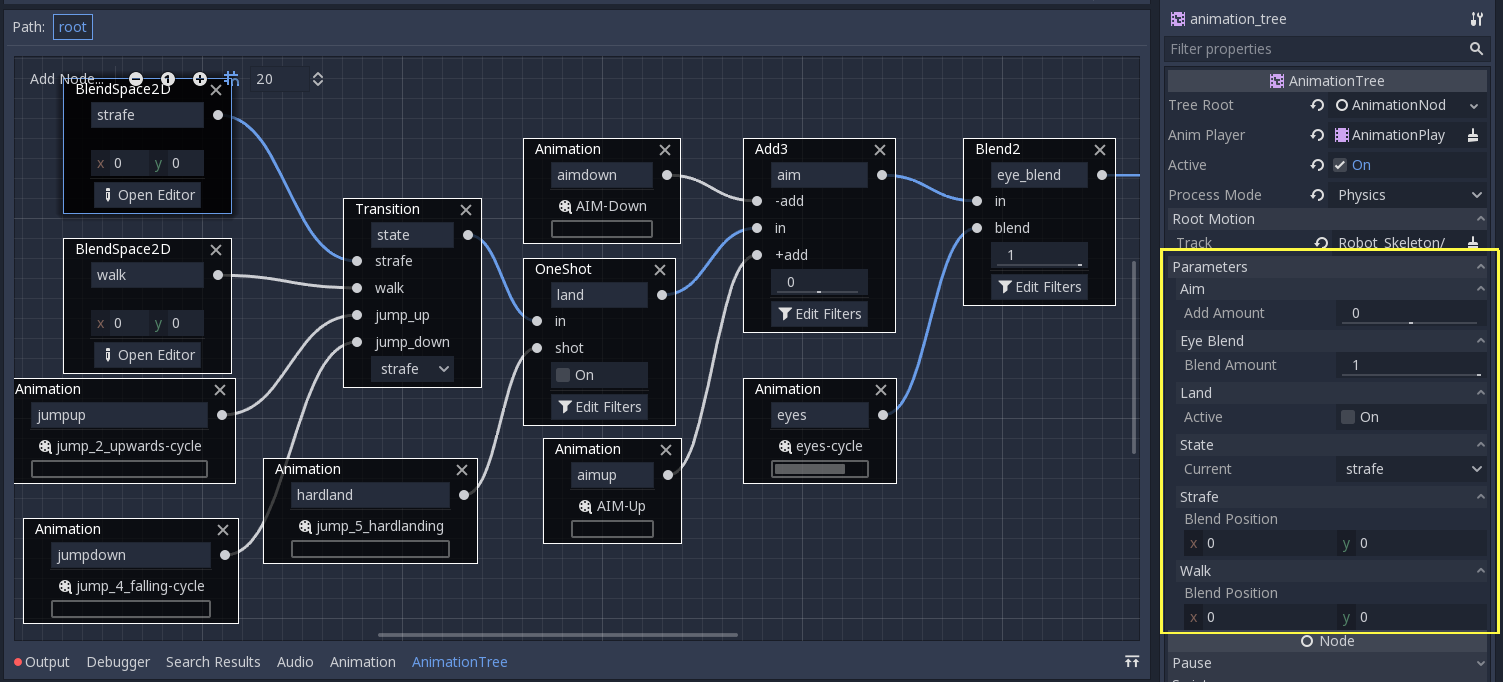 Path: root
Add Node... 1 20
BlendSpace2D
strafe
x 0 y 0
Open Editor
BlendSpace2D
walk
x 0 y 0
Open Editor
Animation
jumpup
jump_2_upwards-cycle
Animation
jumpdown
jump_4_falling-cycle
Transition
state
strafe
walk
jump_up
jump_down
strafe
Animation
hardland
jump_5_hardlanding
Animation
aimdown
AIM-Down
OneShot
land
in
shot
On
Edit Filters
Animation
aimup
AIM-Up
Add3
aim
-add
in
+add
0
Edit Filters
Animation
eyes
eyes-cycle
Blend2
eye_blend
in
blend
1
Edit Filters
Output Debugger Search Results Audio Animation AnimationTree
animation_tree
Filter properties
AnimationTree
Tree Root AnimationNod
Anim Player AnimationPlay
Active On
Process Mode Physics
Root Motion
Track Robot_Skeleton/
Parameters
Aim
Add Amount 0
Eye Blend
Blend Amount 1
Land
Active On
State
Current strafe
Strafe
Blend Position
x 0 y 0
Walk
Blend Position
x 0 y 0
Node
Pause